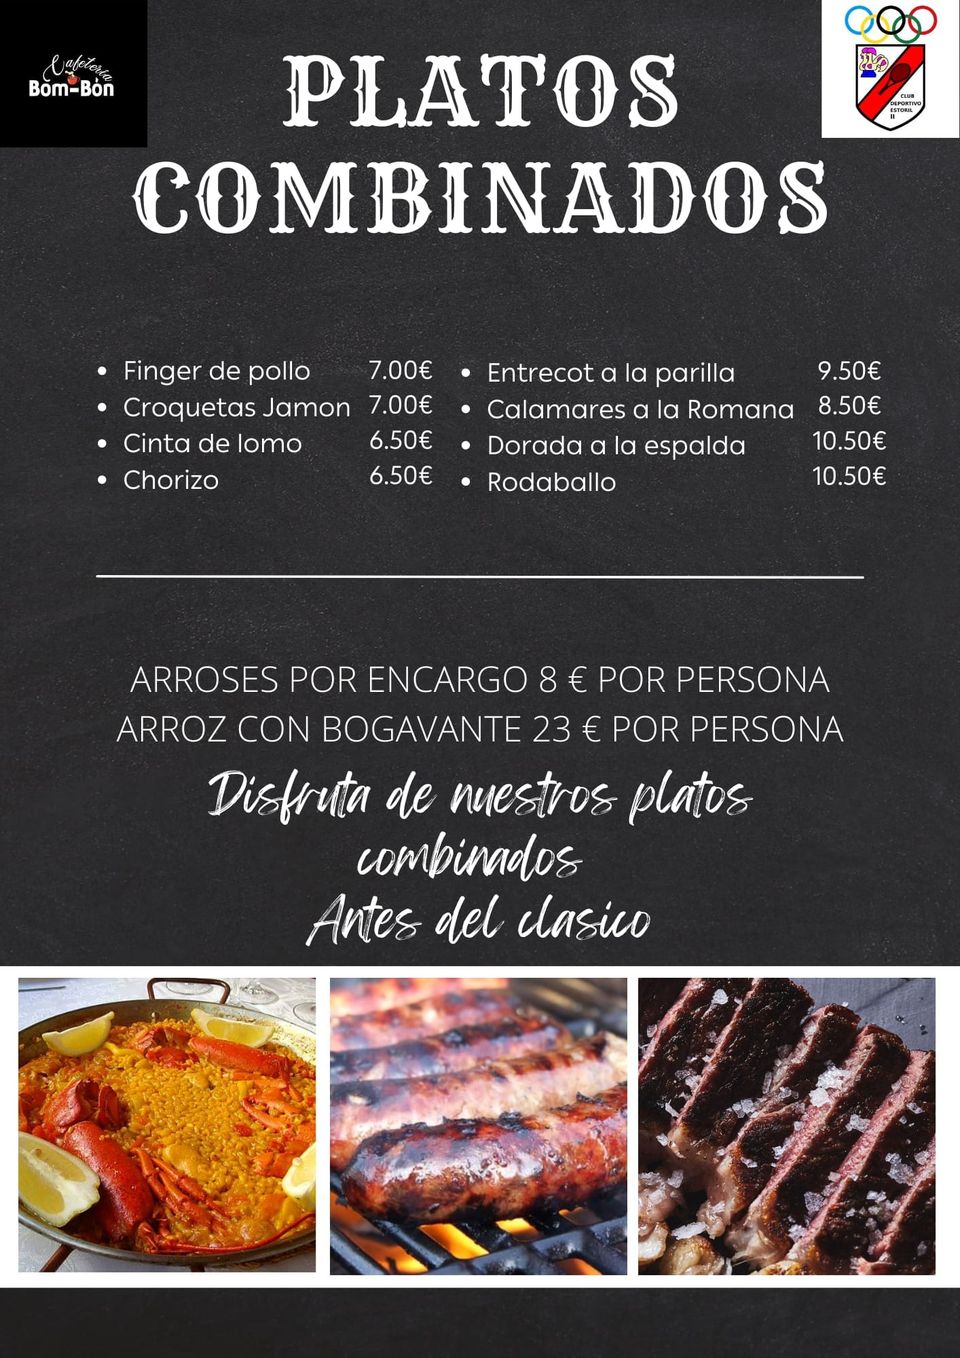 Cafetería
Bom-Bón
CLUB
DEPORTIVO
ESTORIL
II
PLATOS
COMBINADOS
Finger de pollo 7.00€
Croquetas Jamon 7.00€
Cinta de lomo 6.50€
Chorizo 6.50€
Entrecot a la parilla 9.50€
Calamares a la Romana 8.50€
Dorada a la espalda 10.50€
Rodaballo 10.50€
ARROSES POR ENCARGO 8 € POR PERSONA
ARROZ CON BOGAVANTE 23 € POR PERSONA
Disfruta de nuestros platos
combinados
Antes del clasico